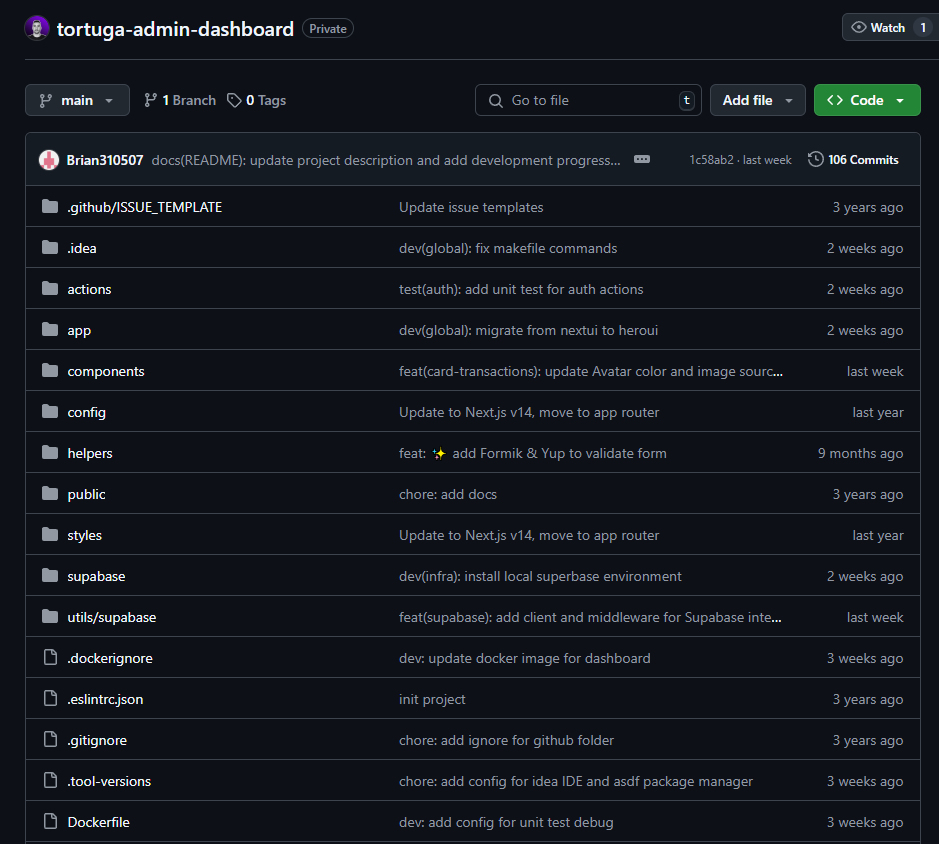 tortuga-admin-dashboard Private Watch 1
main 1 Branch 0 Tags Go to file t Add file Code
Brian310507 docs(README): update project description and add development progress... 1c58ab2 · last week 106 Commits
.github/ISSUE_TEMPLATE Update issue templates 3 years ago
.idea dev(global): fix makefile commands 2 weeks ago
actions test(auth): add unit test for auth actions 2 weeks ago
app dev(global): migrate from nextui to heroui 2 weeks ago
components feat(card-transactions): update Avatar color and image sourc... last week
config Update to Next.js v14, move to app router last year
helpers feat: ✨ add Formik & Yup to validate form 9 months ago
public chore: add docs 3 years ago
styles Update to Next.js v14, move to app router last year
supabase dev(infra): install local superbase environment 2 weeks ago
utils/supabase feat(supabase): add client and middleware for Supabase inte... last week
.dockerignore dev: update docker image for dashboard 3 weeks ago
.eslintrc.json init project 3 years ago
.gitignore chore: add ignore for github folder 3 years ago
.tool-versions chore: add config for idea IDE and asdf package manager 3 weeks ago
Dockerfile dev: add config for unit test debug 3 weeks ago